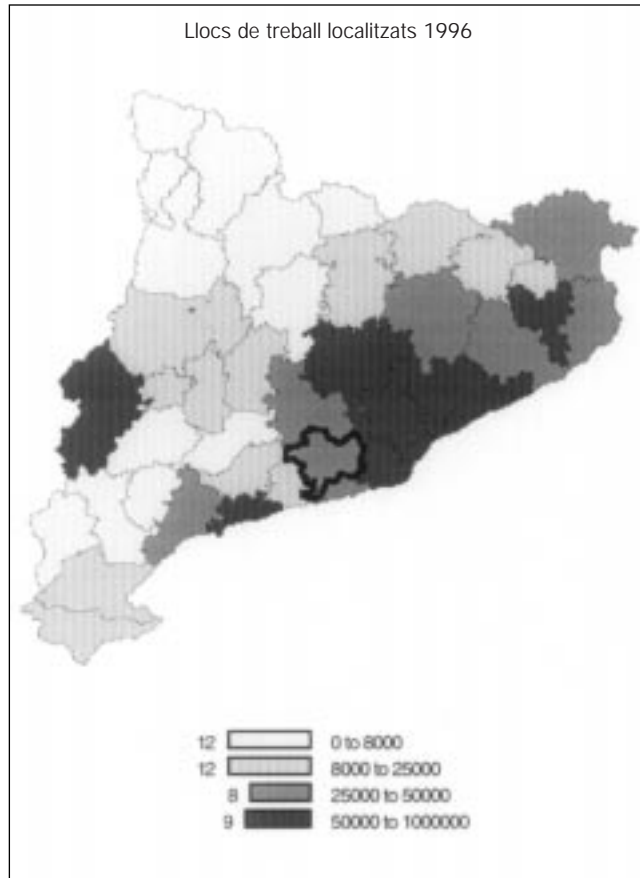 Llocs de treball localitzats 1996
12 0 to 8000
12 8000 to 25000
8 25000 to 50000
9 50000 to 1000000